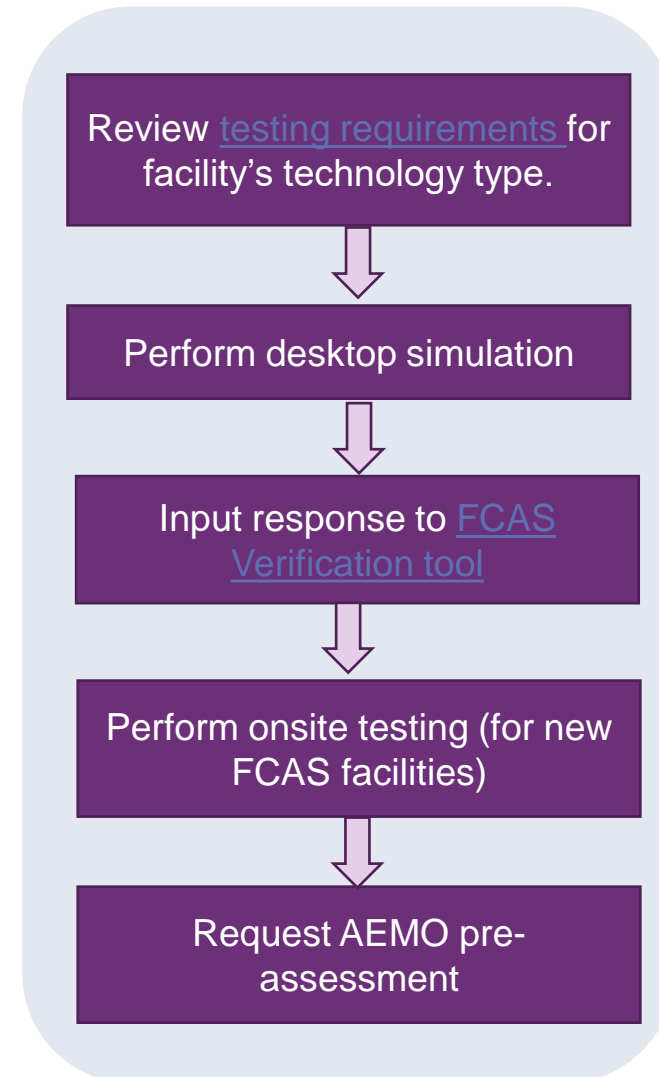 Review testing requirements for
facility’s technology type.
Perform desktop simulation
Input response to FCAS
Verification tool
Perform onsite testing (for new
FCAS facilities)
Request AEMO pre-
assessment